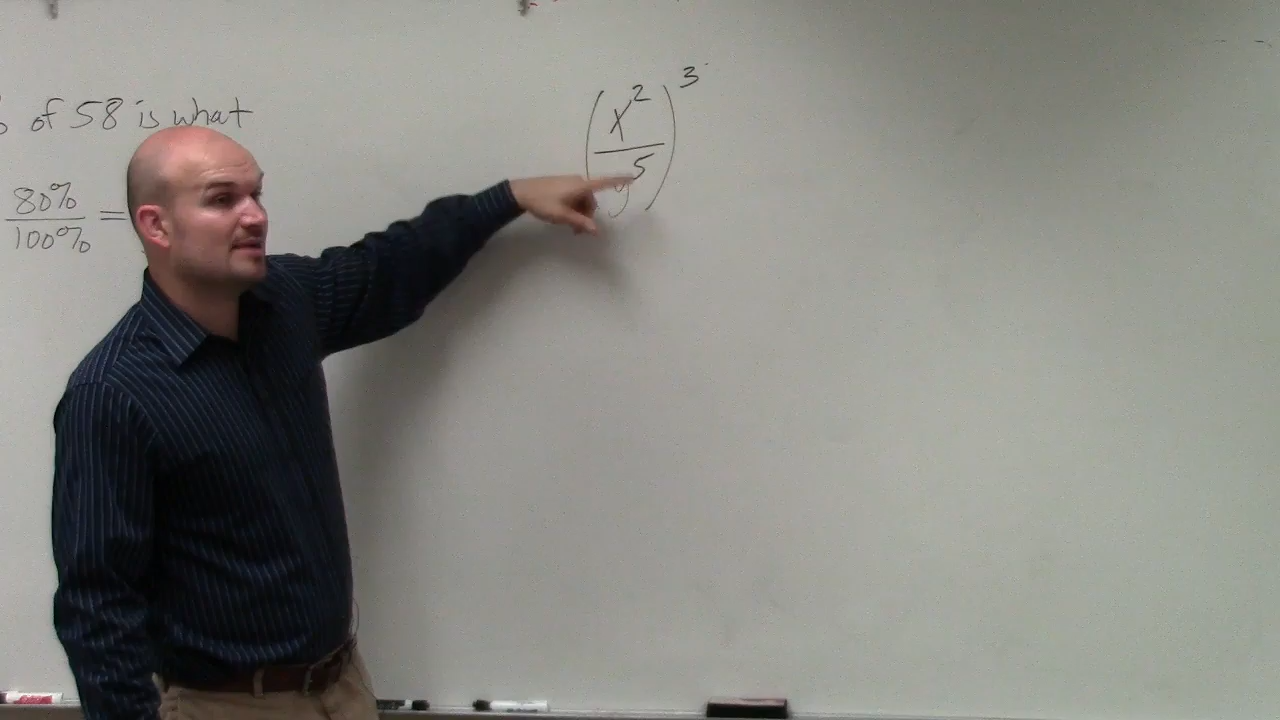 of 58 is what
80%
100% =
(x²/y⁵)³